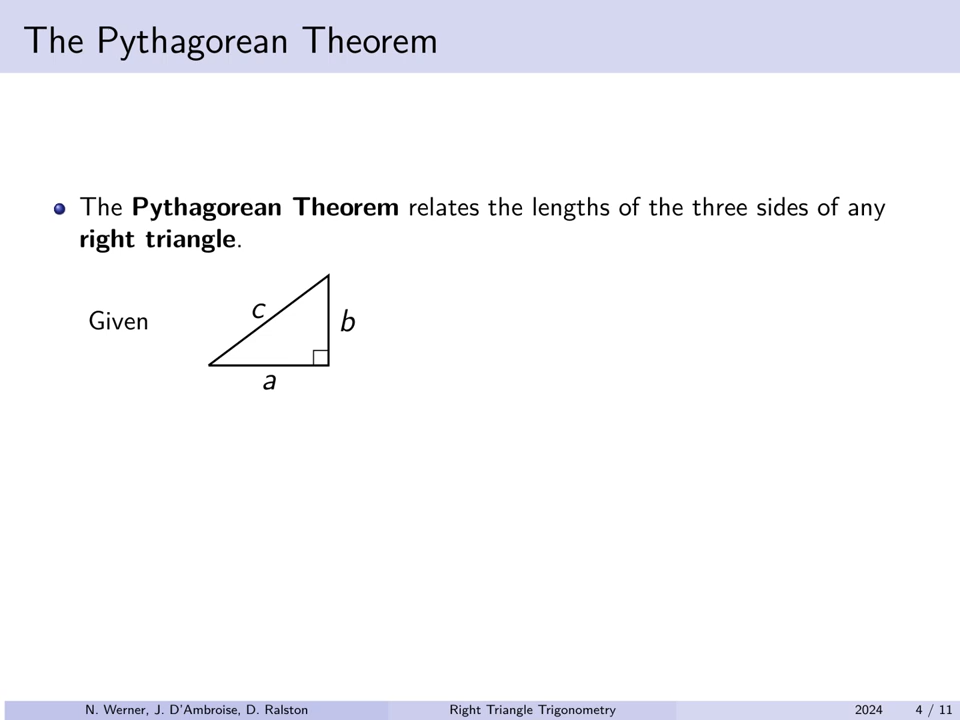 The Pythagorean Theorem
The Pythagorean Theorem relates the lengths of the three sides of any
right triangle.
Given
c
b
a
N. Werner, J. D'Ambroise, D. Ralston
Right Triangle Trigonometry
2024
4 / 11